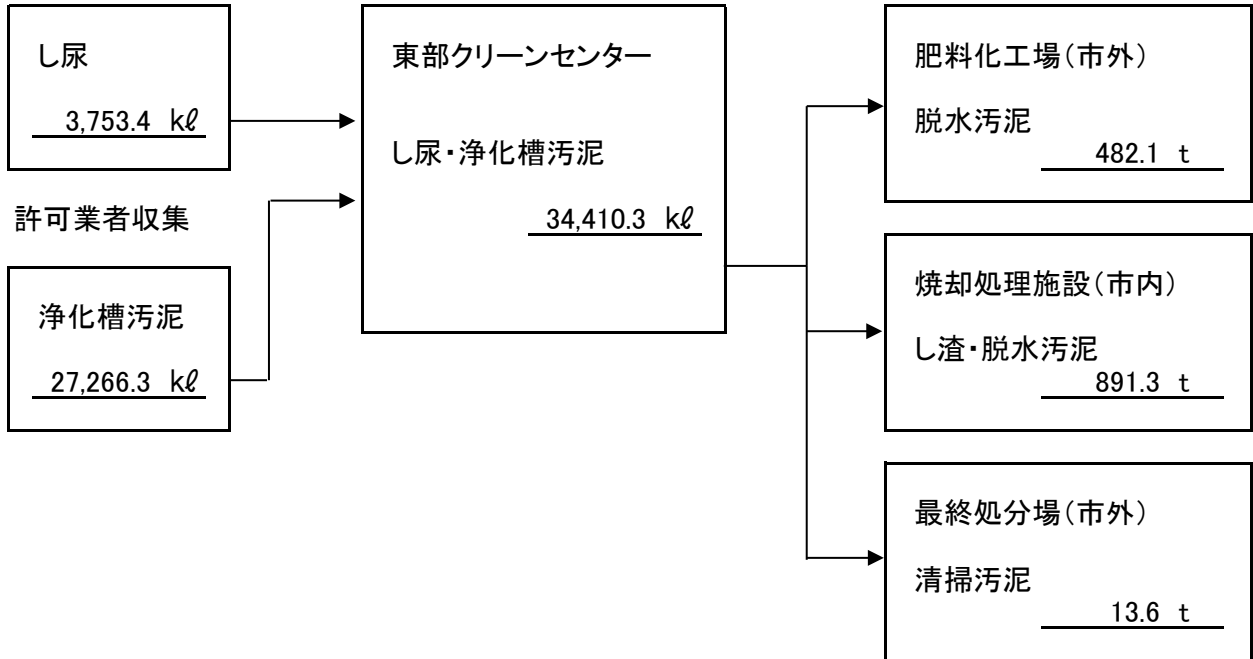 し尿
3,753.4 kℓ
許可業者収集
浄化槽汚泥
27,266.3 kℓ
東部クリーンセンター
し尿・浄化槽汚泥
34,410.3 kℓ
肥料化工場(市外)
脱水汚泥
482.1 t
焼却処理施設(市内)
し渣・脱水汚泥
891.3 t
最終処分場(市外)
清掃汚泥
13.6 t